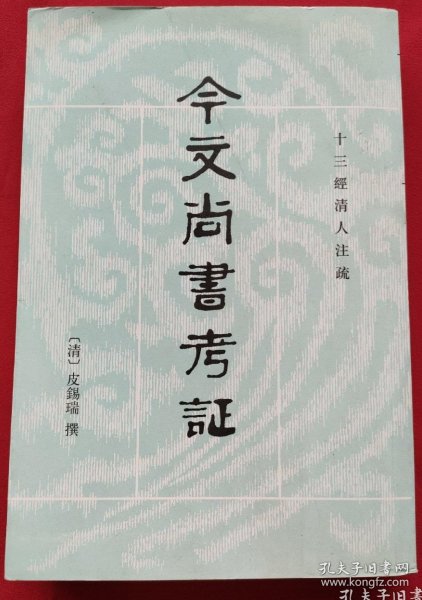 十三經清人注疏
今文尚書考証
〔清〕皮錫瑞 撰
孔夫子旧书网
www.kongfz.com
孔夫子旧书